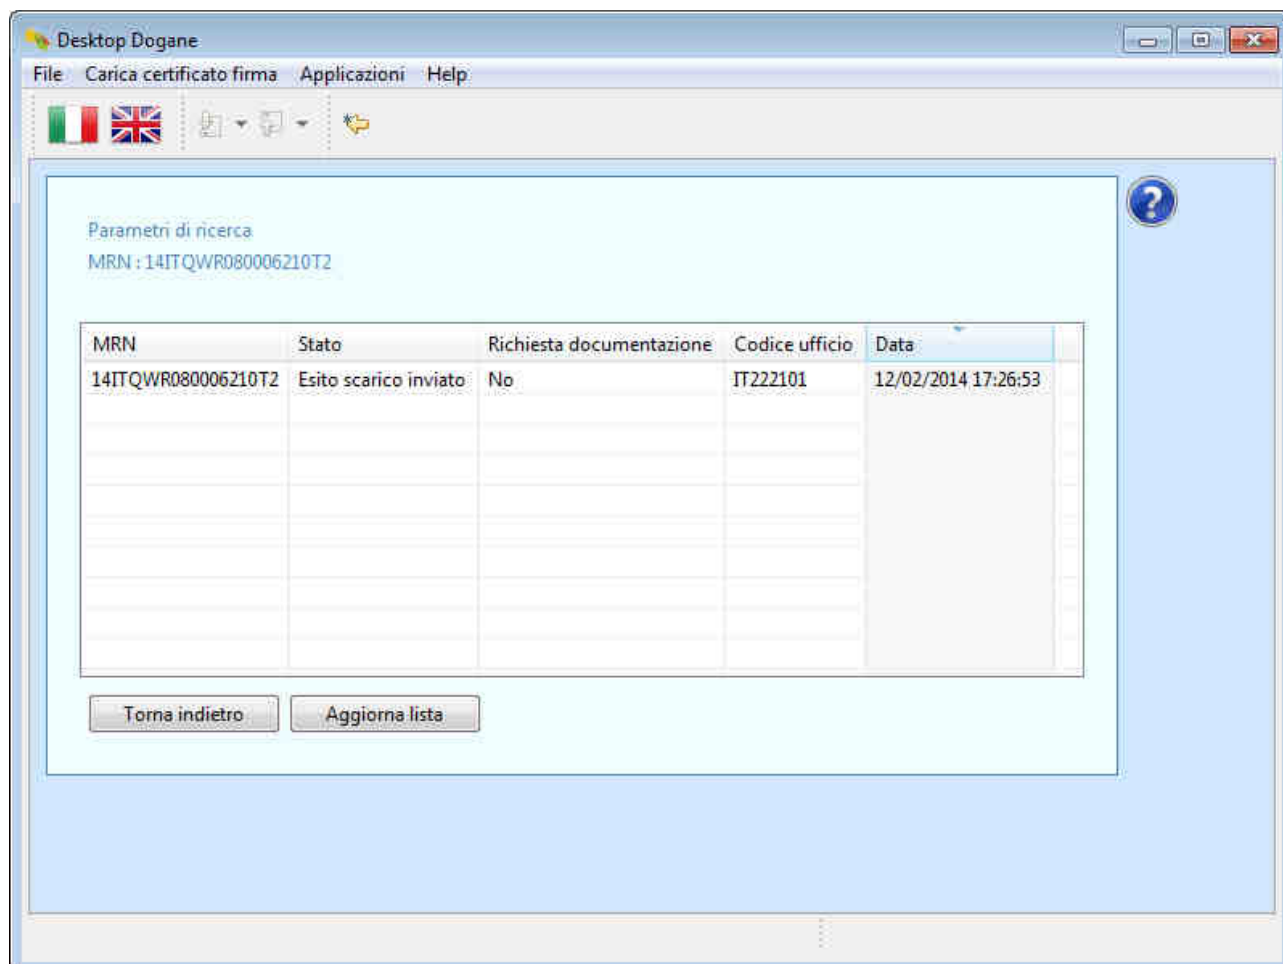 Desktop Dogane
File Carica certificato firma Applicazioni Help
Parametri di ricerca
MRN : 14ITQWR080006210T2
MRN Stato Richiesta documentazione Codice ufficio Data
14ITQWR080006210T2 Esito scarico inviato No IT222101 12/02/2014 17:26:53
Torna indietro Aggiorna lista